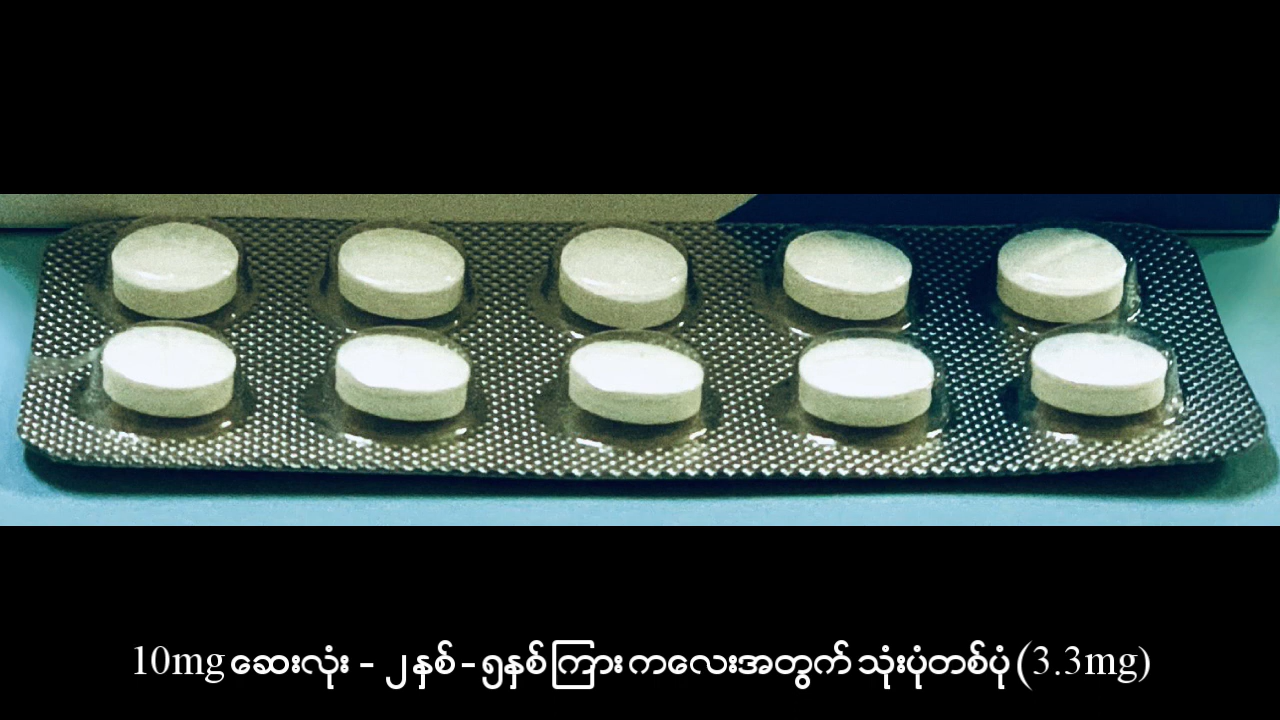 10mg ဆေးလုံး - ၂နှစ် - ၅နှစ်ကြား ကလေးအတွက် သုံးပုံတစ်ပုံ (3.3mg)